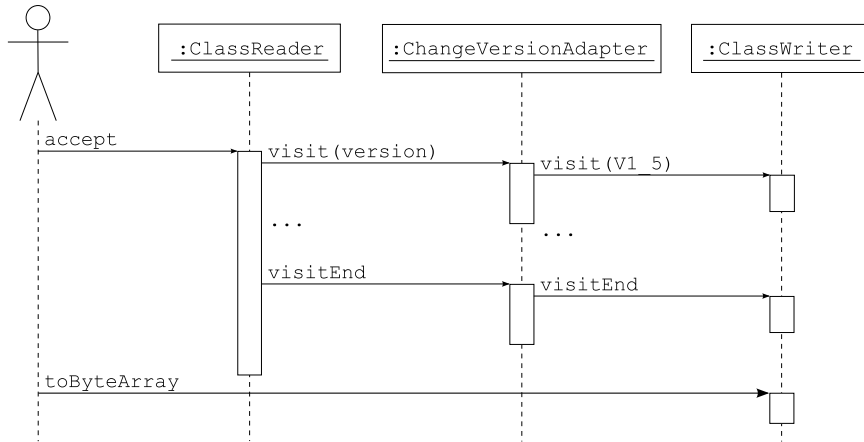 :ClassReader
:ChangeVersionAdapter
:ClassWriter
accept
visit(version)
visit(V1_5)
...
...
visitEnd
visitEnd
toByteArray